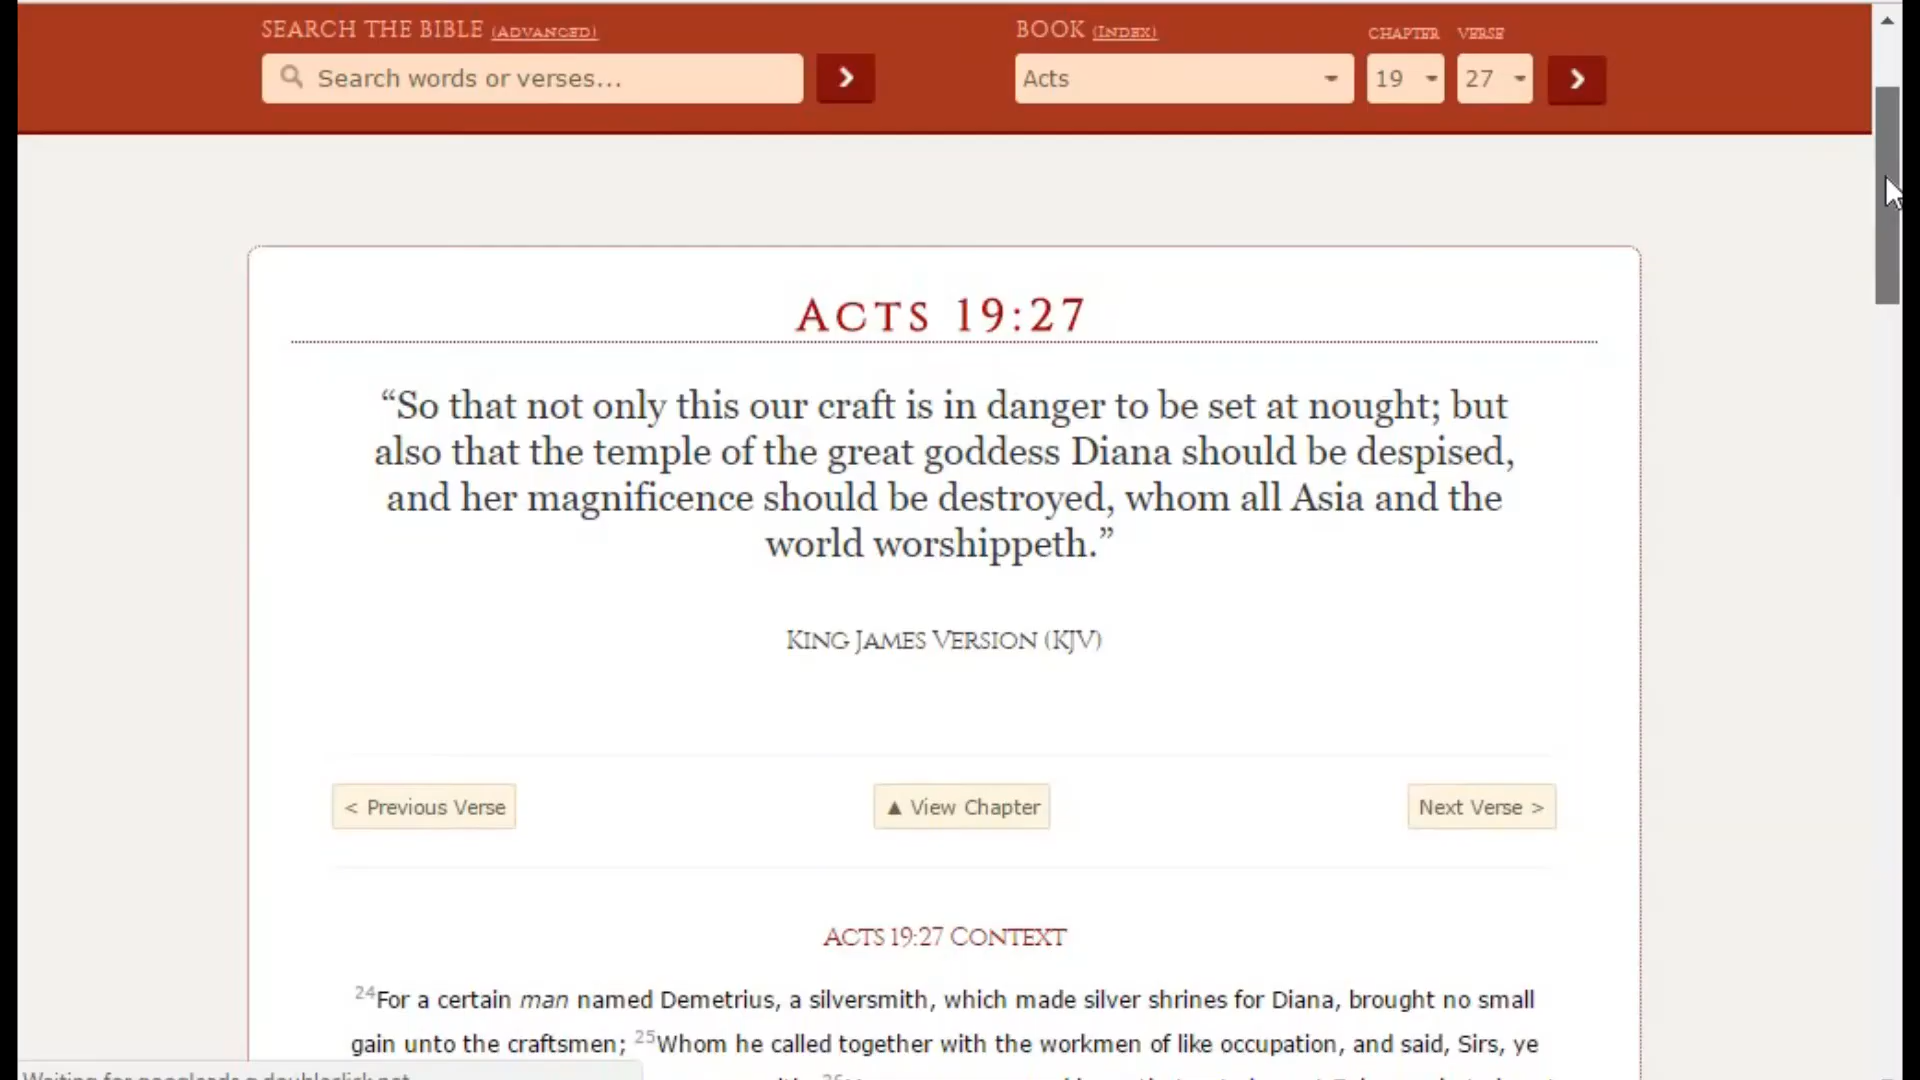 SEARCH THE BIBLE (ADVANCED)
BOOK (INDEX)
CHAPTER VERSE
Search words or verses...
Acts
19
27
ACTS 19:27
“So that not only this our craft is in danger to be set at nought; but
also that the temple of the great goddess Diana should be despised,
and her magnificence should be destroyed, whom all Asia and the
world worshippeth.”
KING JAMES VERSION (KJV)
< Previous Verse
▲ View Chapter
Next Verse >
ACTS 19:27 CONTEXT
24For a certain man named Demetrius, a silversmith, which made silver shrines for Diana, brought no small
gain unto the craftsmen; 25Whom he called together with the workmen of like occupation, and said, Sirs, ye